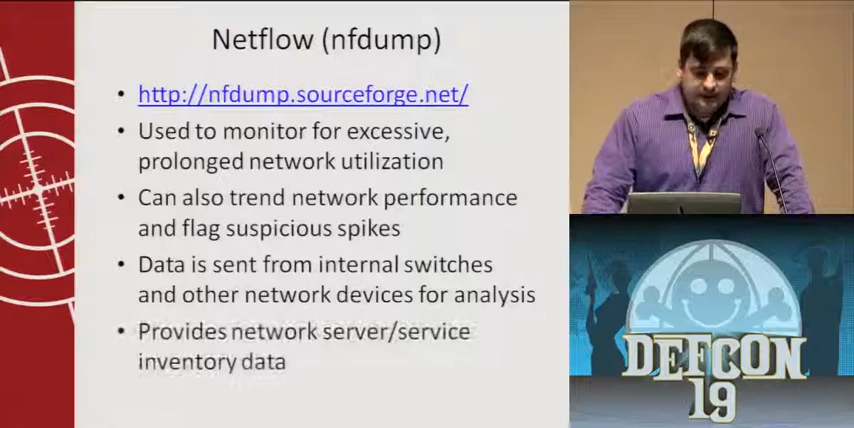 Netflow (nfdump)
• http://nfdump.sourceforge.net/
• Used to monitor for excessive,
prolonged network utilization
• Can also trend network performance
and flag suspicious spikes
• Data is sent from internal switches
and other network devices for analysis
• Provides network server/service
inventory data
DEFCON
19